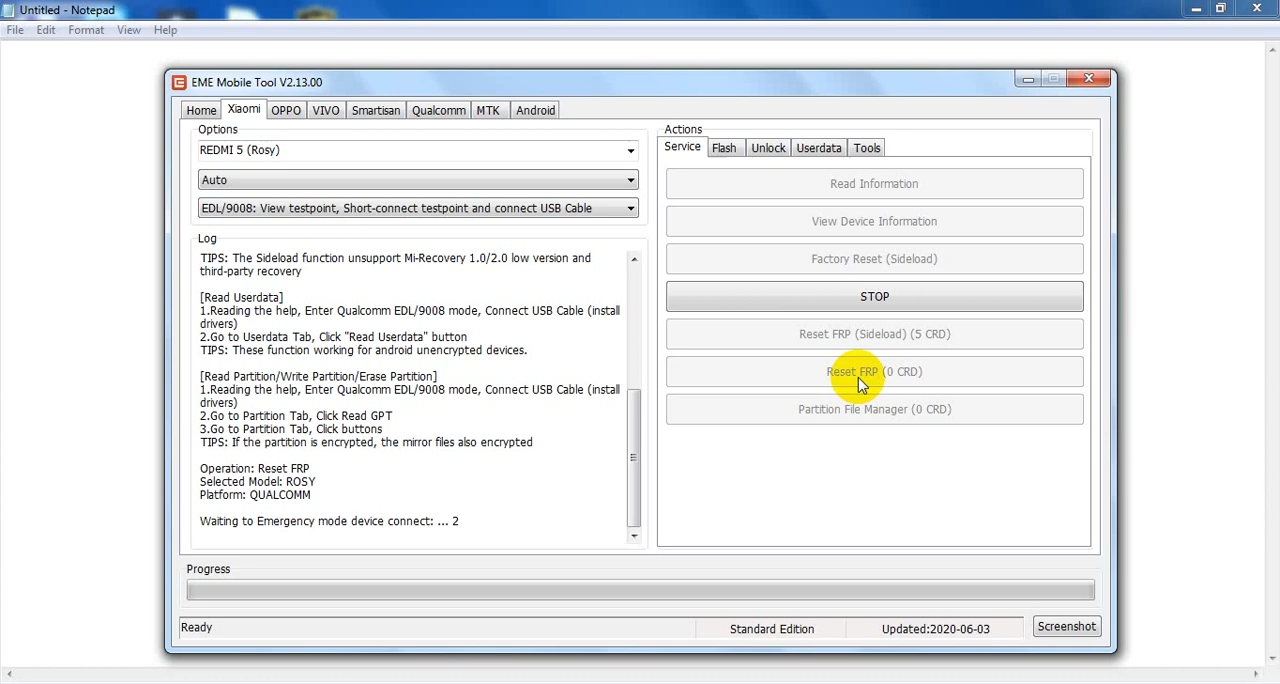 Untitled - Notepad
File Edit Format View Help
EME Mobile Tool V2.13.00
Home Xiaomi OPPO VIVO Smartisan Qualcomm MTK Android
Options
REDMI 5 (Rosy)
Auto
EDL/9008: View testpoint, Short-connect testpoint and connect USB Cable
Log
TIPS: The Sideload function unsupport Mi-Recovery 1.0/2.0 low version and
third-party recovery
[Read Userdata]
1.Reading the help, Enter Qualcomm EDL/9008 mode, Connect USB Cable (install
drivers)
2.Go to Userdata Tab, Click "Read Userdata" button
TIPS: These function working for android unencrypted devices.
[Read Partition/Write Partition/Erase Partition]
1.Reading the help, Enter Qualcomm EDL/9008 mode, Connect USB Cable (install
drivers)
2.Go to Partition Tab, Click Read GPT
3.Go to Partition Tab, Click buttons
TIPS: If the partition is encrypted, the mirror files also encrypted
Operation: Reset FRP
Selected Model: ROSY
Platform: QUALCOMM
Waiting to Emergency mode device connect: ... 2
Actions
Service Flash Unlock Userdata Tools
Read Information
View Device Information
Factory Reset (Sideload)
STOP
Reset FRP (Sideload) (5 CRD)
Reset FRP (0 CRD)
Partition File Manager (0 CRD)
Progress
Ready
Standard Edition
Updated:2020-06-03
Screenshot